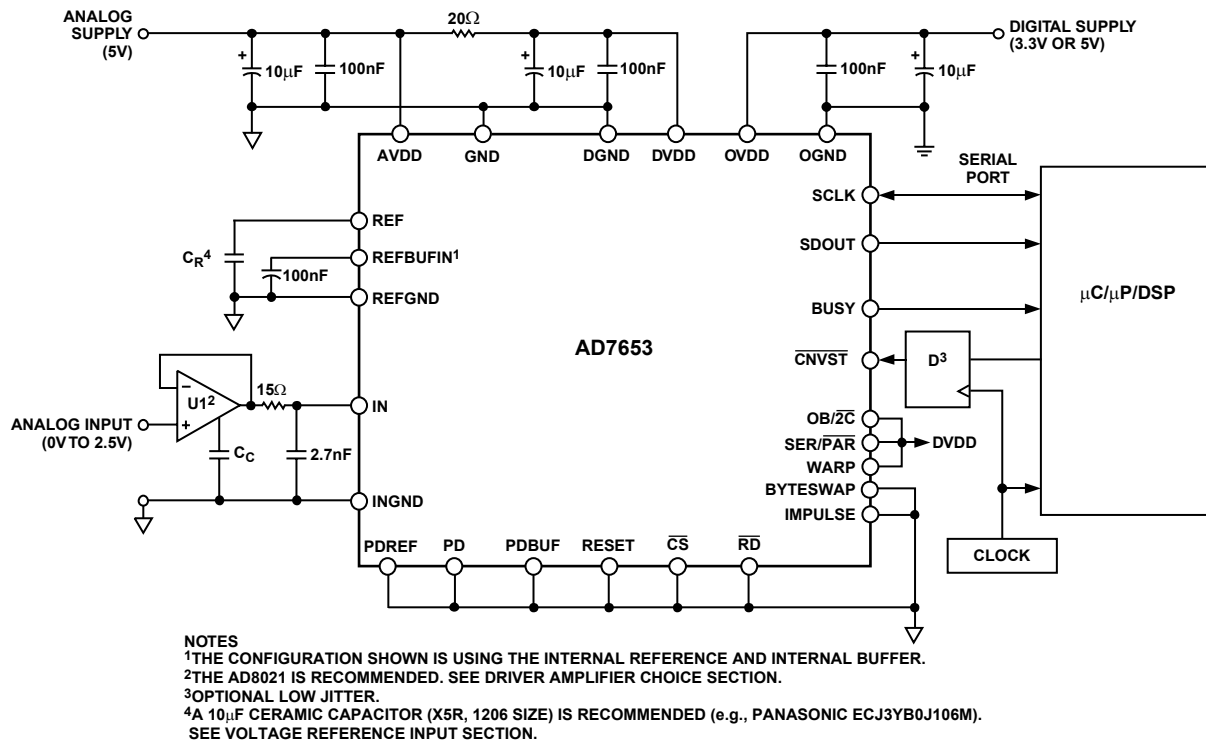 ANALOG
SUPPLY
(5V)
20Ω
DIGITAL SUPPLY
(3.3V OR 5V)
+
10μF
100nF
+
10μF
100nF
100nF
+
10μF
AVDD
GND
DGND
DVDD
OVDD
OGND
SERIAL
PORT
SCLK
REF
CR4
REFBUFIN1
100nF
REFGND
SDOUT
BUSY
μC/μP/DSP
AD7653
CNVST
D3
ANALOG INPUT
(0V TO 2.5V)
−
U12
+
15Ω
IN
CC
2.7nF
INGND
OB/2C
SER/PAR
DVDD
WARP
BYTESWAP
IMPULSE
CLOCK
PDREF
PD
PDBUF
RESET
CS
RD
NOTES
1THE CONFIGURATION SHOWN IS USING THE INTERNAL REFERENCE AND INTERNAL BUFFER.
2THE AD8021 IS RECOMMENDED. SEE DRIVER AMPLIFIER CHOICE SECTION.
3OPTIONAL LOW JITTER.
4A 10μF CERAMIC CAPACITOR (X5R, 1206 SIZE) IS RECOMMENDED (e.g., PANASONIC ECJ3YB0J106M).
SEE VOLTAGE REFERENCE INPUT SECTION.